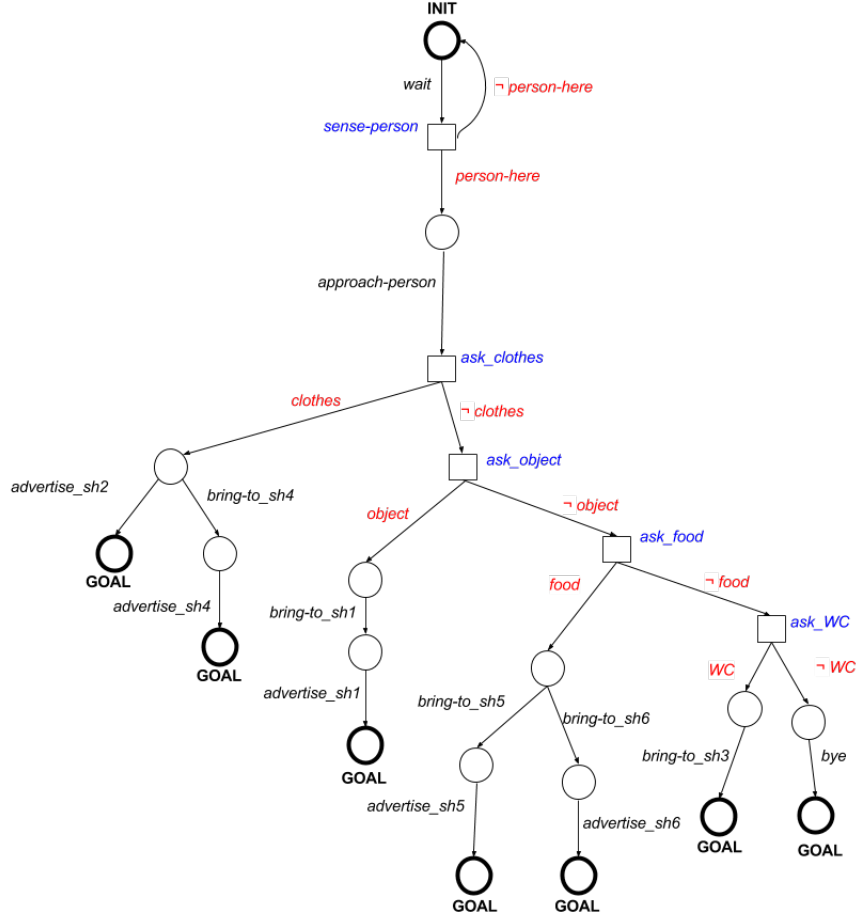 INIT
wait
¬ person-here
sense-person
person-here
approach-person
ask_clothes
clothes
¬ clothes
ask_object
advertise_sh2
bring-to_sh4
object
¬ object
ask_food
GOAL
food
¬ food
advertise_sh4
bring-to_sh1
ask_WC
GOAL
WC
¬ WC
advertise_sh1
bring-to_sh5
bring-to_sh6
bring-to_sh3
bye
GOAL
advertise_sh5
advertise_sh6
GOAL
GOAL
GOAL
GOAL